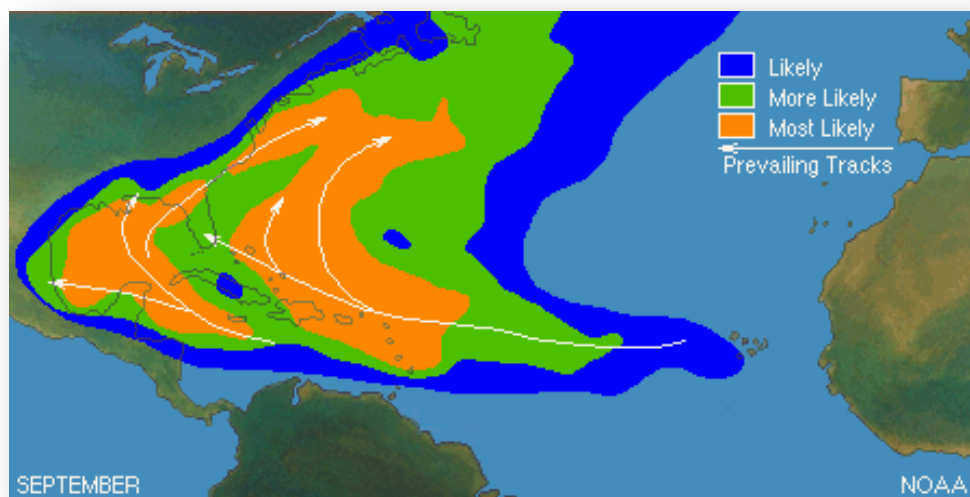 Likely
More Likely
Most Likely
Prevailing Tracks
SEPTEMBER
NOAA